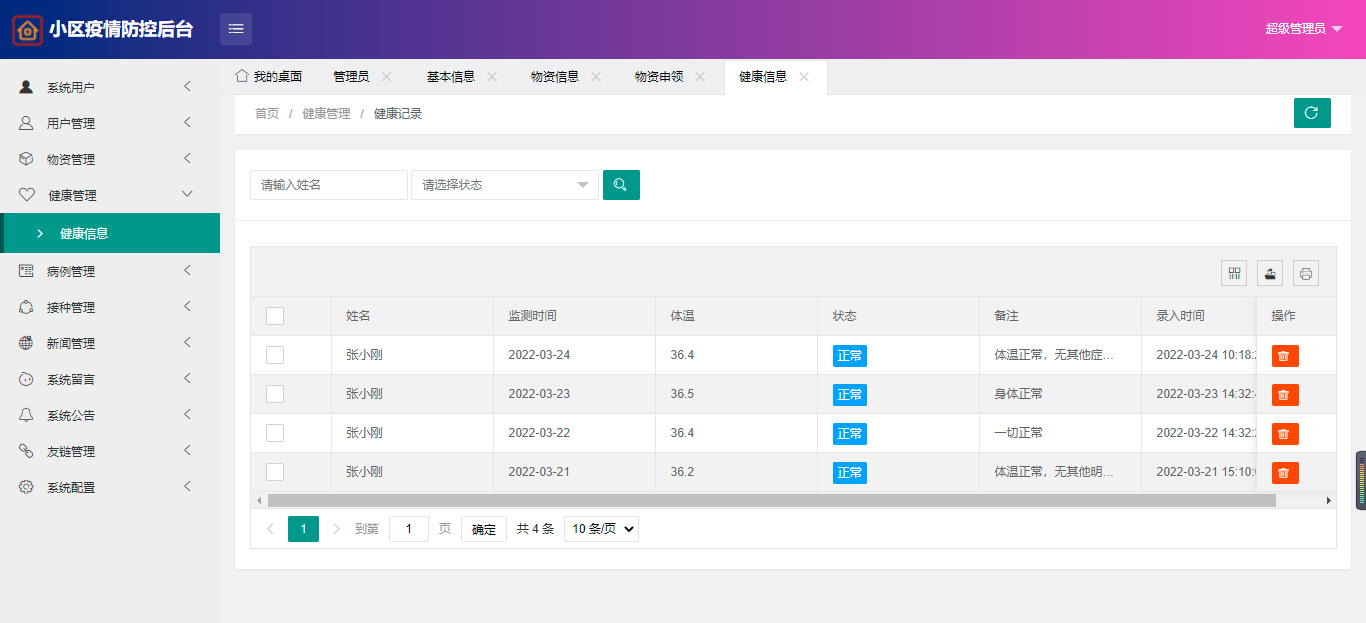 小区疫情防控后台
超级管理员
系统用户
用户管理
物资管理
健康管理
健康信息
病例管理
接种管理
新闻管理
系统留言
系统公告
友链管理
系统配置
我的桌面 管理员 基本信息 物资信息 物资申领 健康信息
首页 / 健康管理 / 健康记录
请输入姓名 请选择状态
姓名 监测时间 体温 状态 备注 录入时间 操作
张小刚 2022-03-24 36.4 正常 体温正常，无其他症... 2022-03-24 10:18:
张小刚 2022-03-23 36.5 正常 身体正常 2022-03-23 14:32:
张小刚 2022-03-22 36.4 正常 一切正常 2022-03-22 14:32:
张小刚 2022-03-21 36.2 正常 体温正常，无其他明... 2022-03-21 15:10:
1 到第 1 页 确定 共 4 条 10 条/页